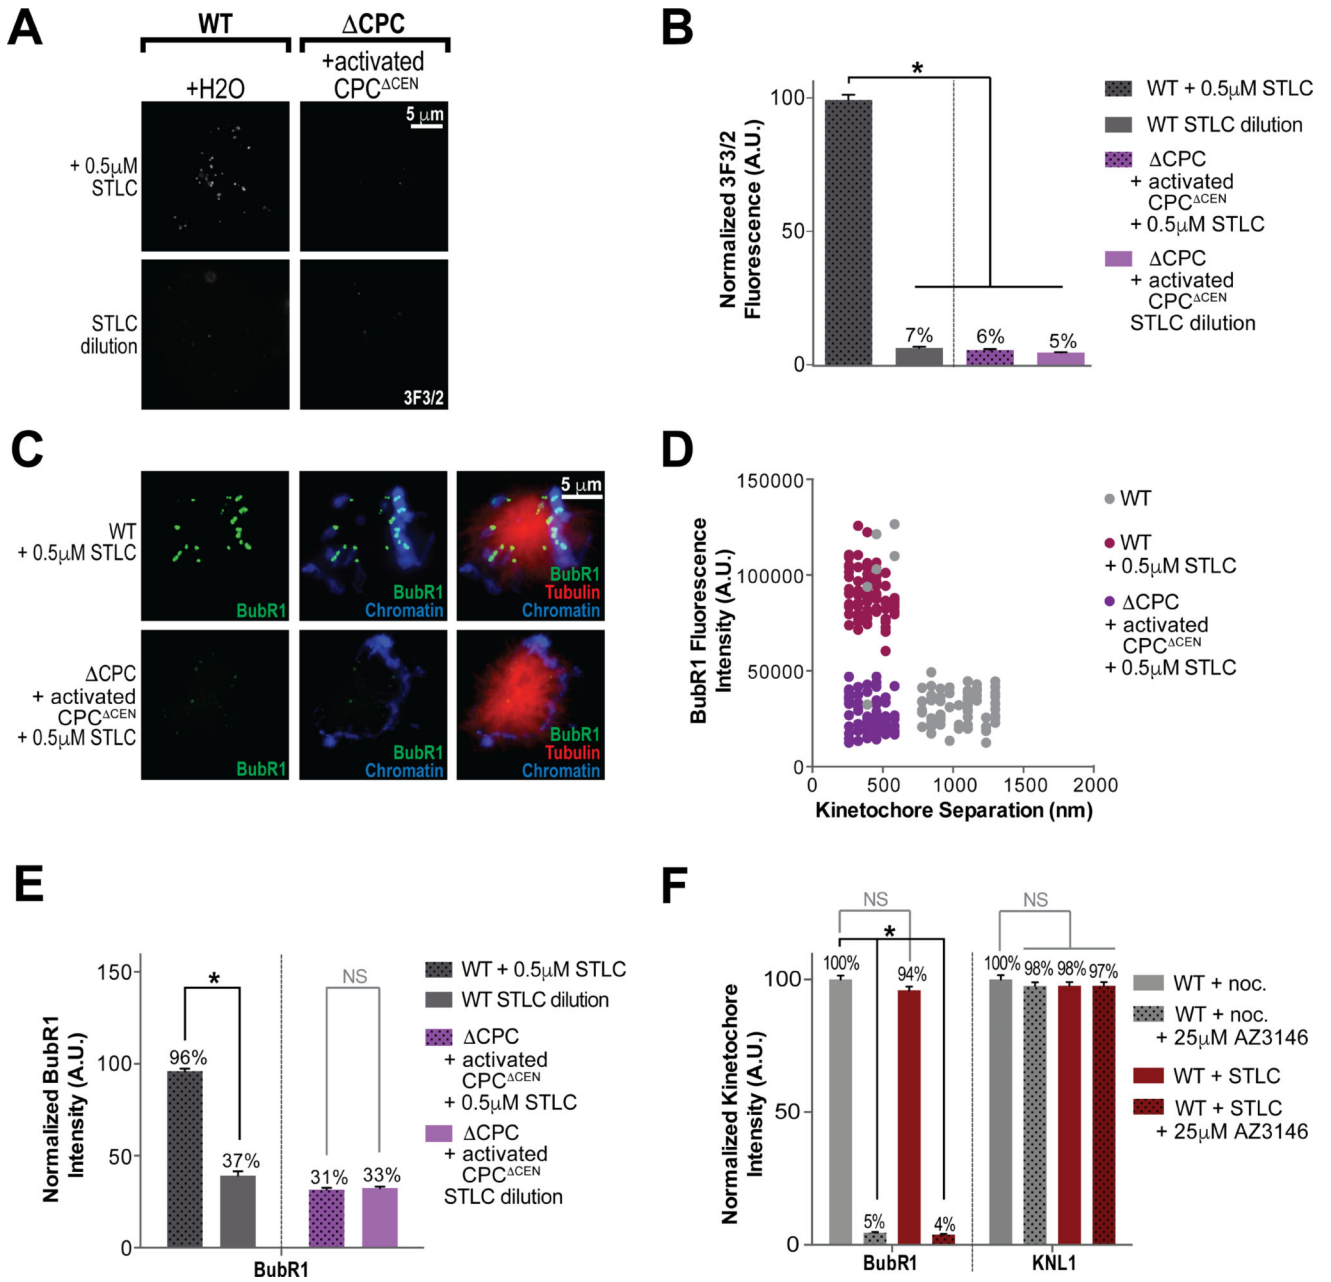 A
WT
ΔCPC
+H2O
+activated
CPCΔCEN
5 μm
+ 0.5μM
STLC
STLC
dilution
3F3/2
B
Normalized 3F3/2
Fluorescence (A.U.)
100
50
0
*
7%
6%
5%
WT + 0.5μM STLC
WT STLC dilution
ΔCPC
+ activated
CPCΔCEN
+ 0.5μM STLC
ΔCPC
+ activated
CPCΔCEN
STLC dilution
C
WT
+ 0.5μM STLC
BubR1
BubR1
Chromatin
5 μm
BubR1
Tubulin
Chromatin
ΔCPC
+ activated
CPCΔCEN
+ 0.5μM STLC
BubR1
BubR1
Chromatin
BubR1
Tubulin
Chromatin
D
BubR1 Fluorescence
Intensity (A.U.)
150000
100000
50000
0
0 500 1000 1500 2000
Kinetochore Separation (nm)
WT
WT
+ 0.5μM STLC
ΔCPC
+ activated
CPCΔCEN
+ 0.5μM STLC
E
Normalized BubR1
Intensity (A.U.)
150
100
50
0
*
NS
96%
37%
31%
33%
BubR1
WT + 0.5μM STLC
WT STLC dilution
ΔCPC
+ activated
CPCΔCEN
+ 0.5μM STLC
ΔCPC
+ activated
CPCΔCEN
STLC dilution
F
Normalized Kinetochore
Intensity (A.U.)
100
50
0
NS
*
NS
100%
5%
94%
4%
100%
98%
98%
97%
BubR1
KNL1
WT + noc.
WT + noc.
+ 25μM AZ3146
WT + STLC
WT + STLC
+ 25μM AZ3146